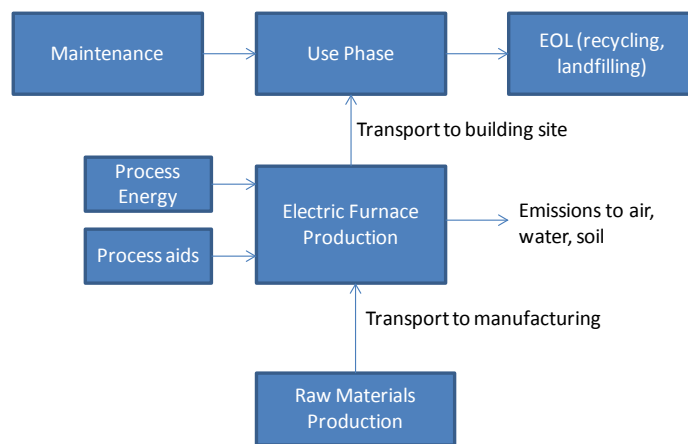 Maintenance
Use Phase
EOL (recycling,
landfilling)
Transport to building site
Process
Energy
Electric Furnace
Production
Emissions to air,
water, soil
Process aids
Transport to manufacturing
Raw Materials
Production